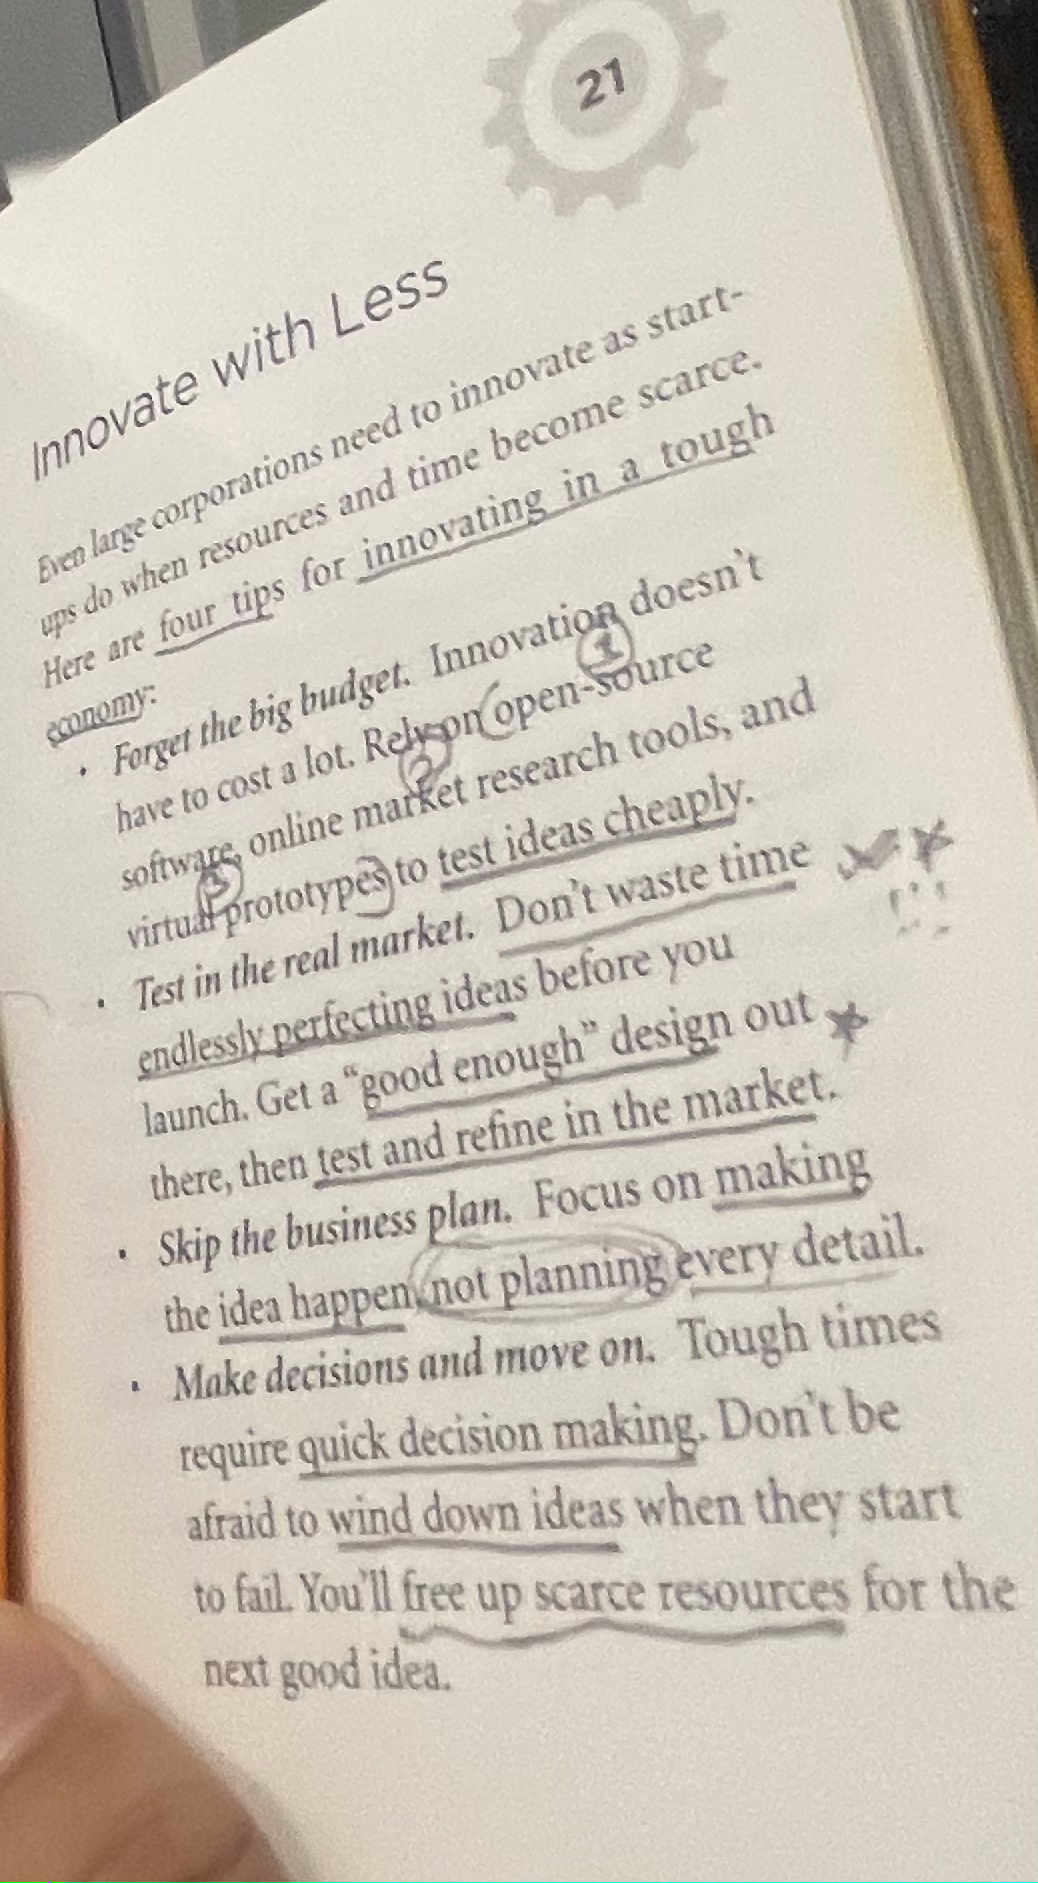 21
Innovate with Less
Even large corporations need to innovate as start-
ups do when resources and time become scarce.
Here are four tips for innovating in a tough
economy:
• Forget the big budget. Innovation doesn't
1
have to cost a lot. Rely on (open-source
2
software, online market research tools, and
3
virtual prototypes) to test ideas cheaply.
• Test in the real market. Don't waste time
endlessly perfecting ideas before you
launch. Get a “good enough” design out
there, then test and refine in the market.
• Skip the business plan. Focus on making
the idea happen, not planning every detail.
• Make decisions and move on. Tough times
require quick decision making. Don't be
afraid to wind down ideas when they start
to fail. You'll free up scarce resources for the
next good idea.